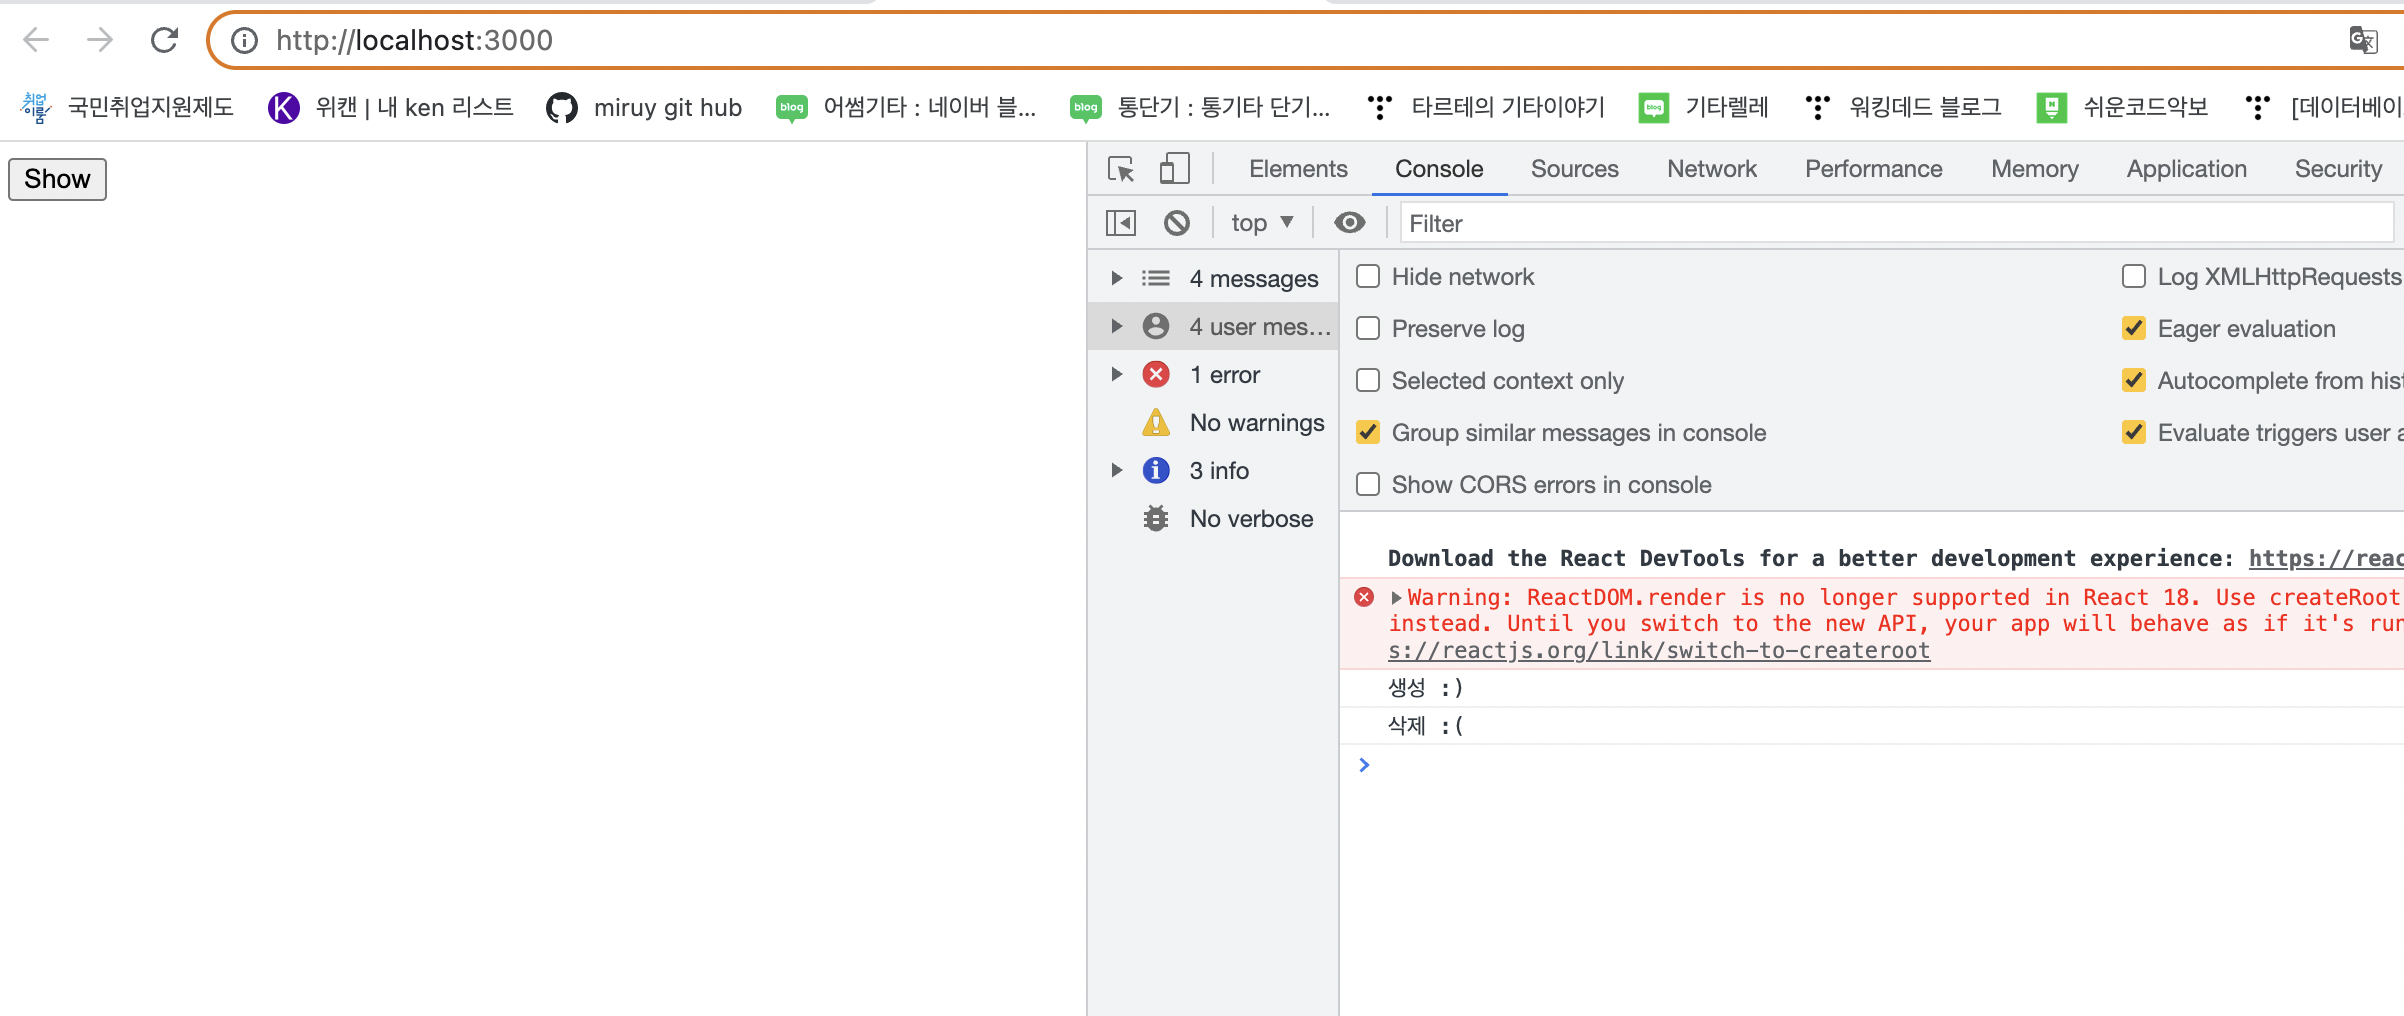 http://localhost:3000
취업이룸 국민취업지원제도 K 위캔 | 내 ken 리스트 miruy git hub blog 어썸기타 : 네이버 블... blog 통단기 : 통기타 단기... 타르테의 기타이야기 blog 기타렐레 워킹데드 블로그 쉬운코드악보 [데이터베이
Show
Elements Console Sources Network Performance Memory Application Security
top Filter
4 messages
4 user mes...
1 error
No warnings
3 info
No verbose
Hide network Log XMLHttpRequests
Preserve log Eager evaluation
Selected context only Autocomplete from hist
Group similar messages in console Evaluate triggers user a
Show CORS errors in console
Download the React DevTools for a better development experience: https://reac
Warning: ReactDOM.render is no longer supported in React 18. Use createRoot
instead. Until you switch to the new API, your app will behave as if it's run
s://reactjs.org/link/switch-to-createroot
생성 :)
삭제 :(